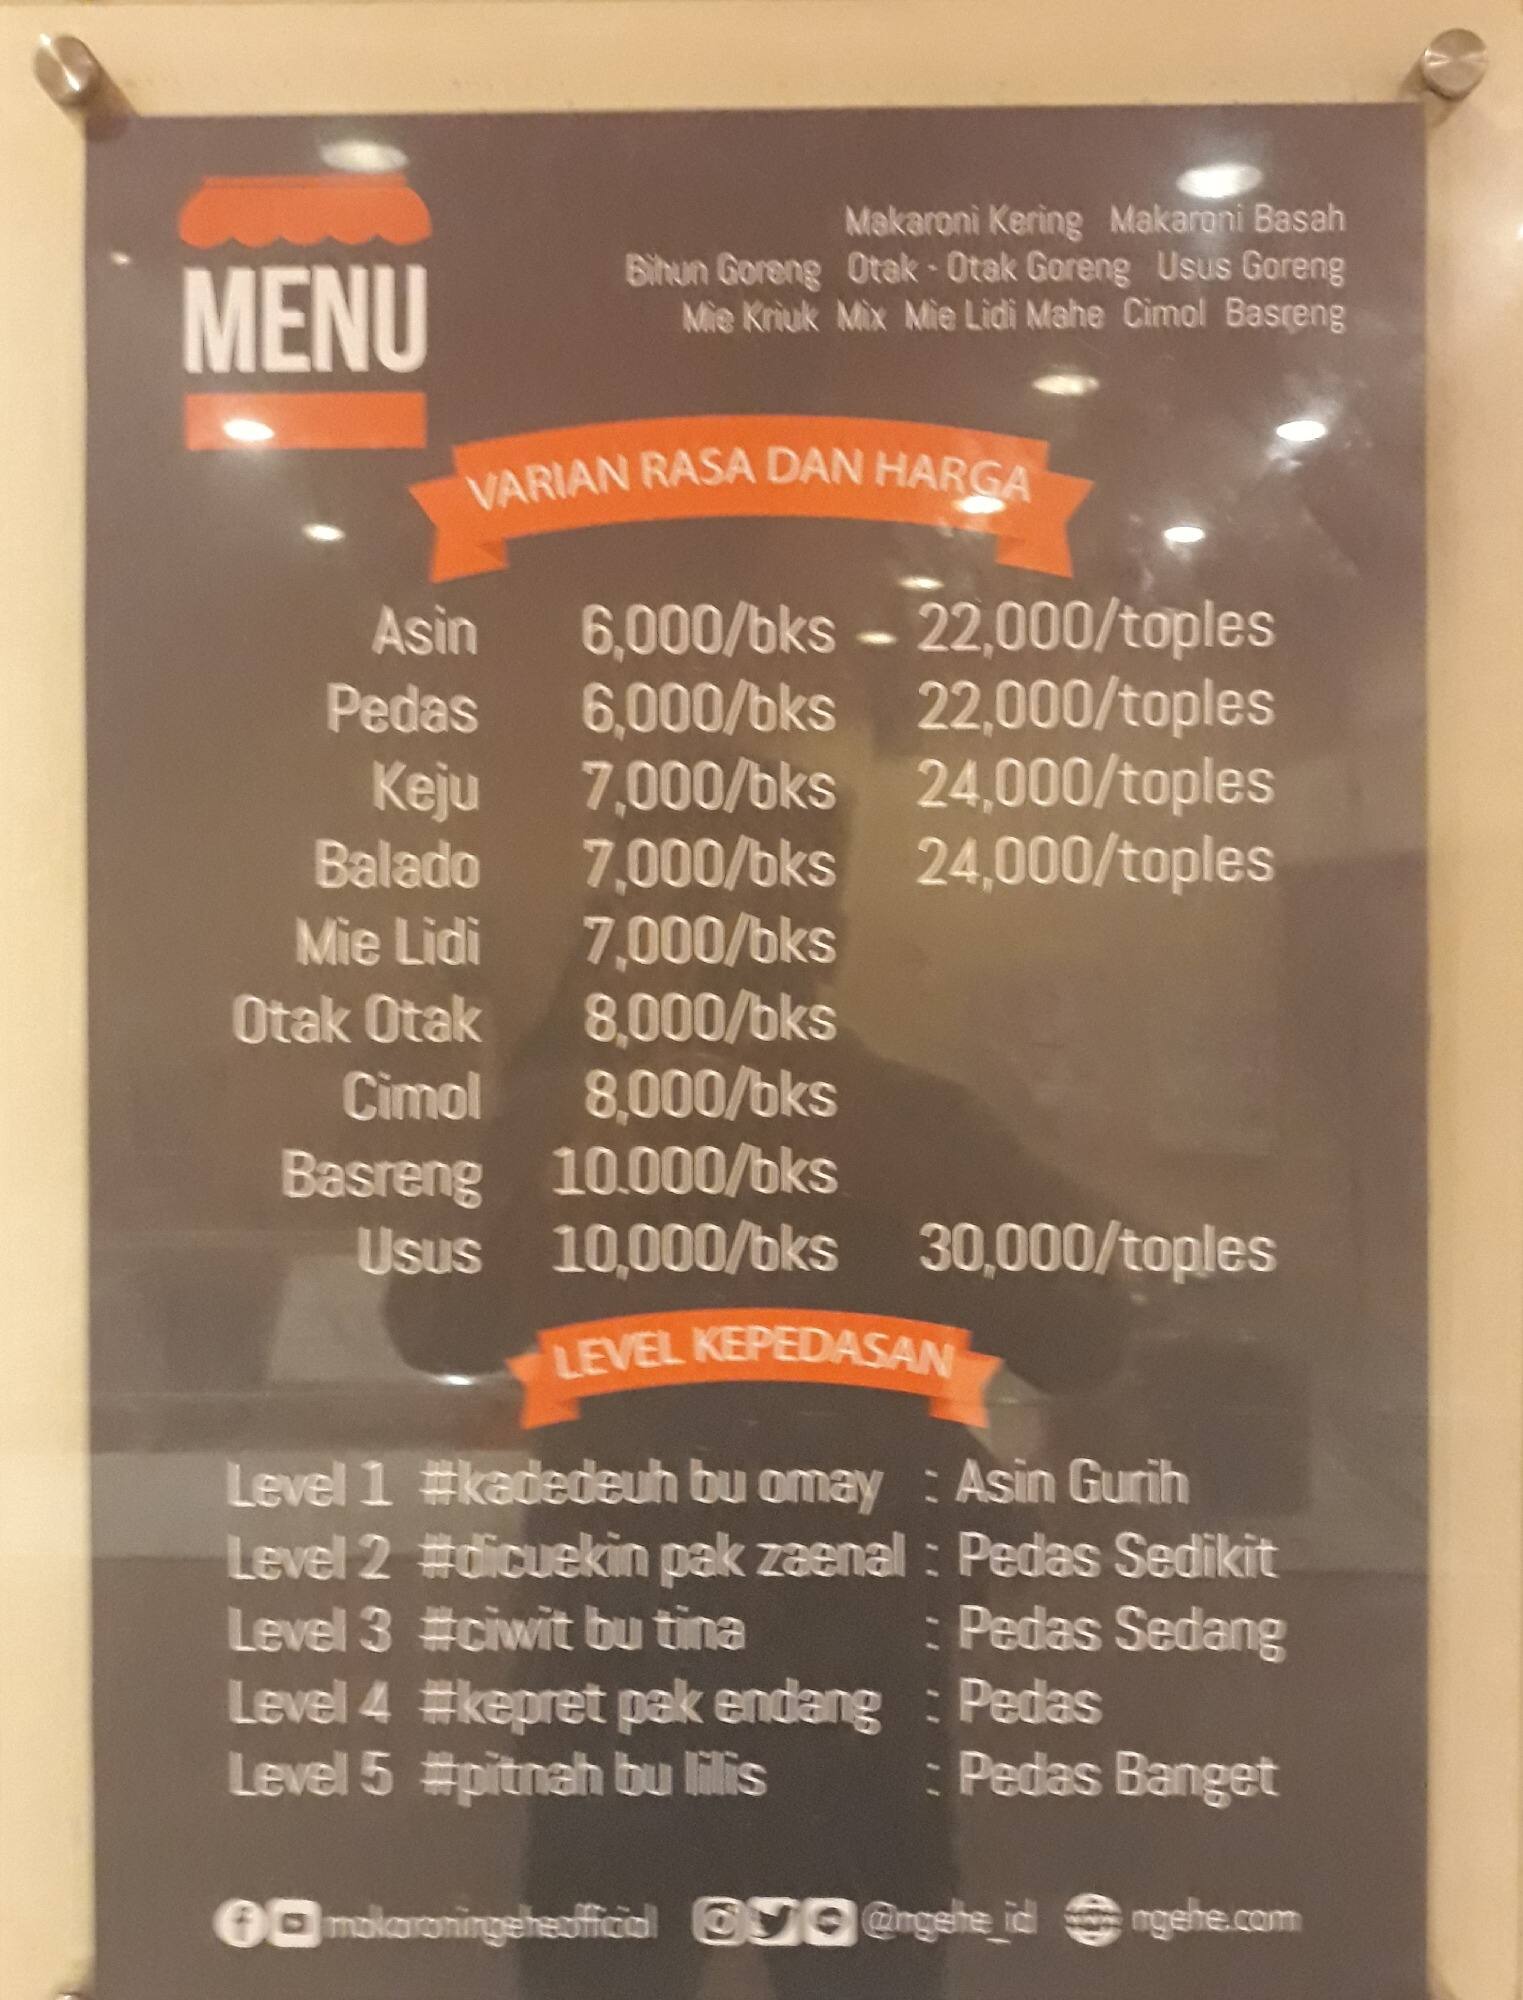 MENU
Makaroni Kering Makaroni Basah
Bihun Goreng Otak - Otak Goreng Usus Goreng
Mie Kriuk Mix Mie Lidi Mahe Cimol Basreng
VARIAN RASA DAN HARGA
Asin 6,000/bks 22,000/toples
Pedas 6,000/bks 22,000/toples
Keju 7,000/bks 24,000/toples
Balado 7,000/bks 24,000/toples
Mie Lidi 7,000/bks
Otak Otak 8,000/bks
Cimol 8,000/bks
Basreng 10.000/bks
Usus 10,000/bks 30,000/toples
LEVEL KEPEDASAN
Level 1 #kadedeuh bu omay : Asin Gurih
Level 2 #dicuekin pak zaenal : Pedas Sedikit
Level 3 #ciwit bu tina : Pedas Sedang
Level 4 #kepret pak endang : Pedas
Level 5 #pitnah bu lilis : Pedas Banget
makaroningeheofficial @ngehe_id ngehe.com